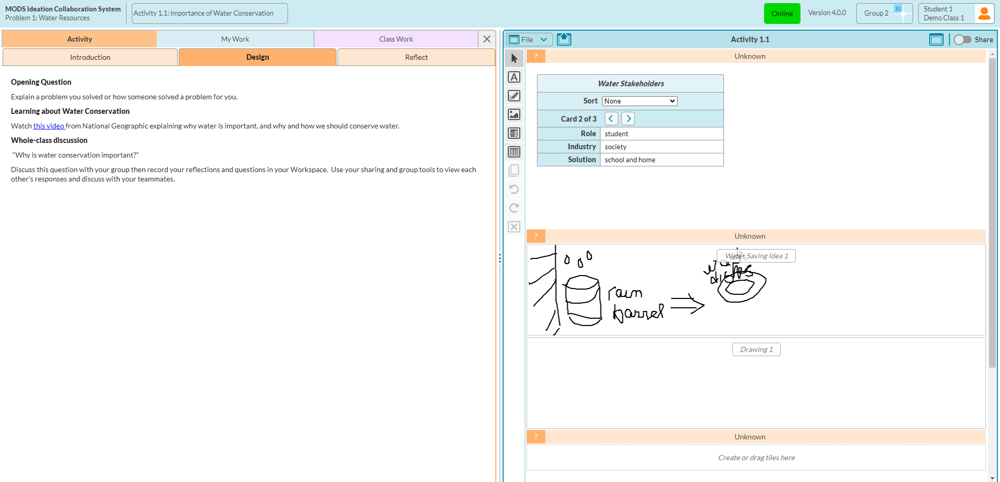 MODS Ideation Collaboration System
Problem 1: Water Resources
Activity 1.1: Importance of Water Conservation
Online
Version 4.0.0
Group 2
S1
Student 1
Demo Class 1
Activity
My Work
Class Work
Introduction
Design
Reflect
Opening Question
Explain a problem you solved or how someone solved a problem for you.
Learning about Water Conservation
Watch this video from National Geographic explaining why water is important, and why and how we should conserve water.
Whole-class discussion
“Why is water conservation important?”
Discuss this question with your group then record your reflections and questions in your Workspace. Use your sharing and group tools to view each
other's responses and discuss with your teammates.
File
Activity 1.1
Share
?
Unknown
Water Stakeholders
Sort None
Card 2 of 3
Role student
Industry society
Solution school and home
?
Unknown
Water Saving Idea 1
rain
barrel
wash
dishes
Drawing 1
?
Unknown
Create or drag tiles here